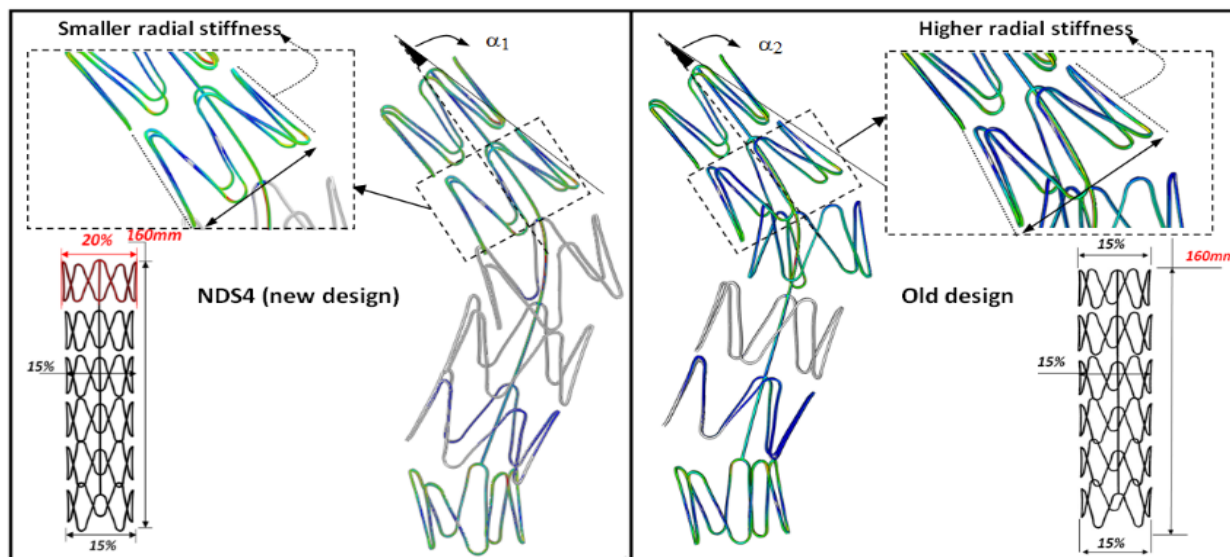 Smaller radial stiffness
α1
20%
160mm
NDS4 (new design)
15%
15%
α2
Higher radial stiffness
15%
160mm
Old design
15%
15%